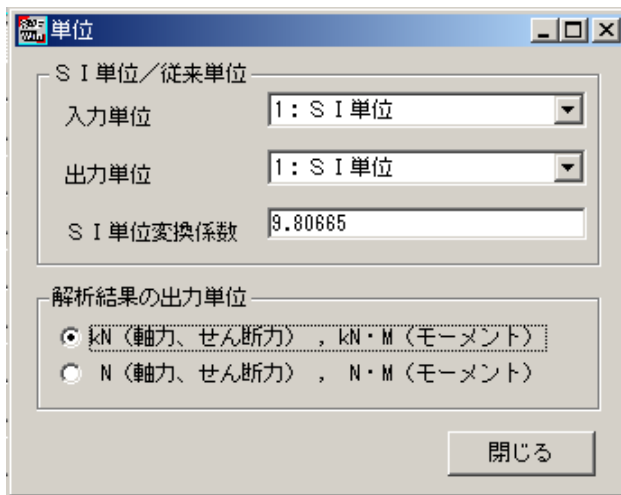 単位
ＳＩ単位／従来単位
入力単位
1：ＳＩ単位
出力単位
1：ＳＩ単位
ＳＩ単位変換係数
9.80665
解析結果の出力単位
kN（軸力、せん断力）, kN・M（モーメント）
N（軸力、せん断力）, N・M（モーメント）
閉じる